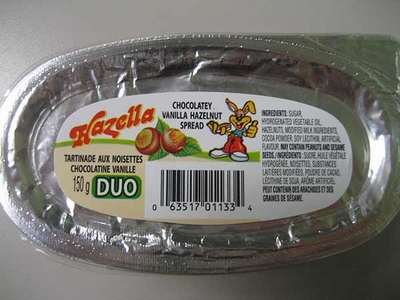 Hazella
CHOCOLATEY
VANILLA HAZELNUT
SPREAD
TARTINADE AUX NOISETTES
CHOCOLATINE VANILLE
150 g DUO
0 63517 01133 4
INGREDIENTS: SUGAR,
HYDROGENATED VEGETABLE OIL,
HAZELNUTS, MODIFIED MILK INGREDIENTS,
COCOA POWDER, SOY LECITHIN, ARTIFICIAL
FLAVOUR. MAY CONTAIN PEANUTS AND SESAME
SEEDS / INGRÉDIENTS: SUCRE, HUILE VÉGÉTALE
HYDROGÉNÉE, NOISETTES, SUBSTANCES
LAITIÈRES MODIFIÉES, POUDRE DE CACAO,
LÉCITHINE DE SOJA, ARÔME ARTIFICIEL.
PEUT CONTENIR DES ARACHIDES ET DES
GRAINES DE SÉSAME.